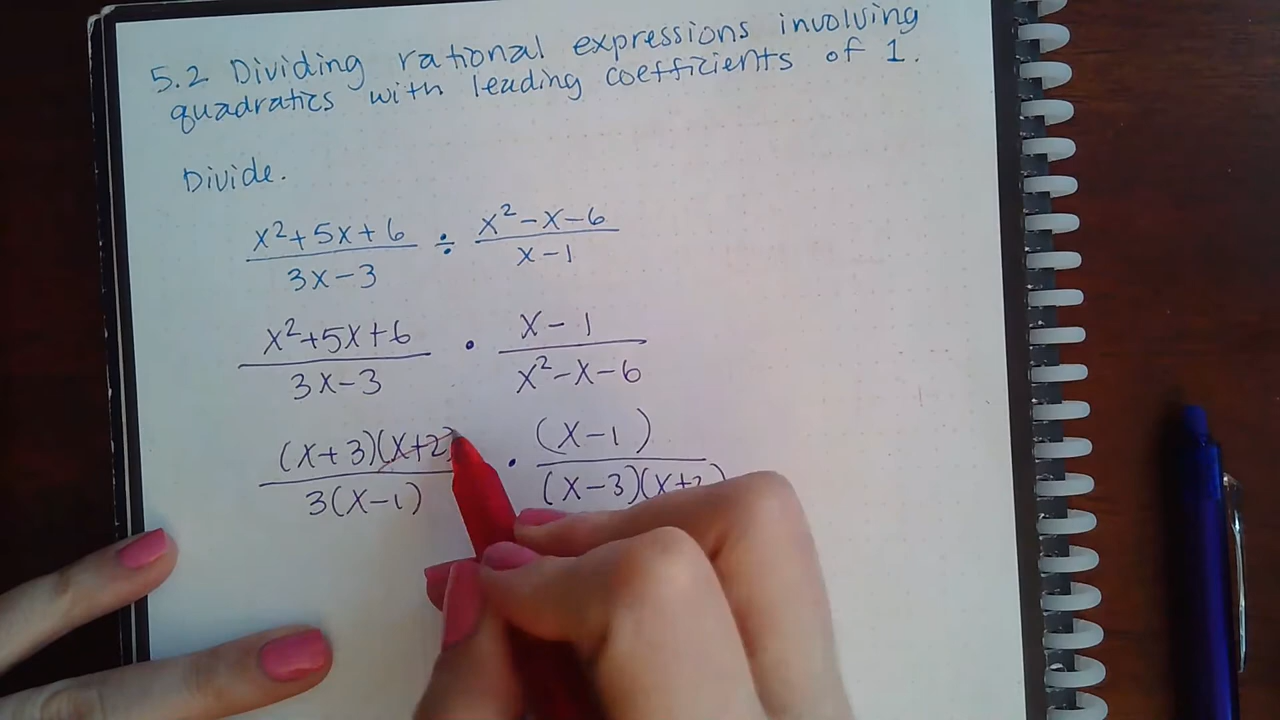 5.2 Dividing rational expressions involving
quadratics with leading coefficients of 1.
Divide.
x²+5x+6 / 3x-3 ÷ x²-x-6 / x-1
x²+5x+6 / 3x-3 · x-1 / x²-x-6
(x+3)(x+2) / 3(x-1) · (x-1) / (x-3)(x+2)